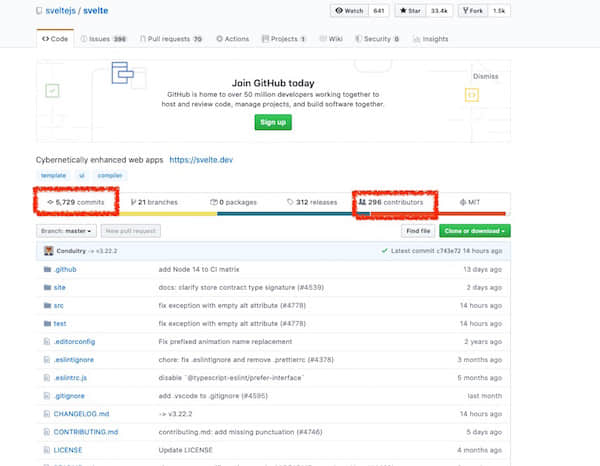 sveltejs / svelte
Watch 641 Star 33.4k Fork 1.5k
Code Issues 396 Pull requests 70 Actions Projects 1 Wiki Security 0 Insights
Join GitHub today
Dismiss
GitHub is home to over 50 million developers working together to
host and review code, manage projects, and build software together.
Sign up
Cybernetically enhanced web apps https://svelte.dev
template ui compiler
5,729 commits 21 branches 0 packages 312 releases 296 contributors MIT
Branch: master New pull request Find file Clone or download
Conduitry -> v3.22.2 Latest commit c743e72 14 hours ago
.github add Node 14 to CI matrix 13 days ago
site docs: clarify store contract type signature (#4539) 2 days ago
src fix exception with empty alt attribute (#4778) 14 hours ago
test fix exception with empty alt attribute (#4778) 14 hours ago
.editorconfig Fix prefixed animation name replacement 2 years ago
.eslintignore chore: fix .eslintignore and remove .prettierrc (#4378) 3 months ago
.eslintrc.js disable `@typescript-eslint/prefer-interface` 5 months ago
.gitignore add .vscode to .gitignore (#4595) last month
CHANGELOG.md -> v3.22.2 14 hours ago
CONTRIBUTING.md contributing.md: add missing punctuation (#4746) 5 days ago
LICENSE Update LICENSE 4 months ago